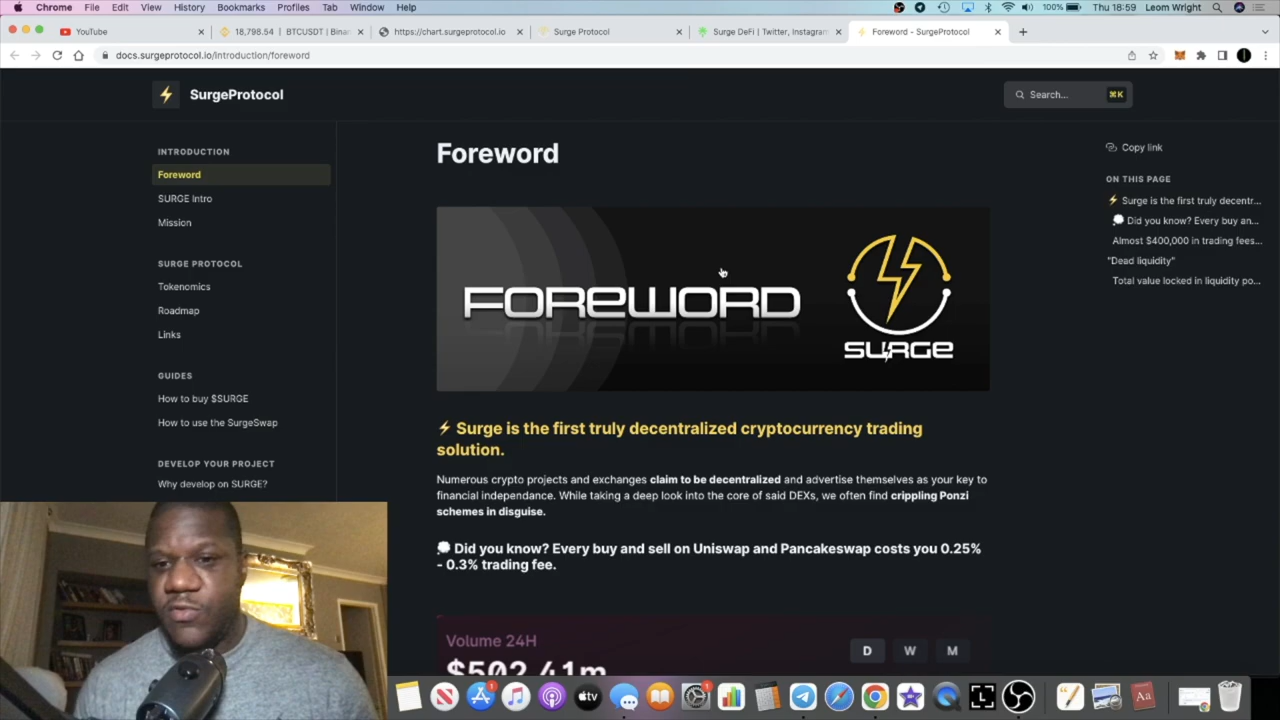 Chrome File Edit View History Bookmarks Profiles Tab Window Help 100% Thu 18:59 Leom Wright
YouTube 18,798.54 | BTCUSDT | Binan https://chart.surgeprotocol.io Surge Protocol Surge DeFi | Twitter, Instagram Foreword - SurgeProtocol
docs.surgeprotocol.io/introduction/foreword
SurgeProtocol
Search... ⌘K
INTRODUCTION
Foreword
SURGE Intro
Mission
SURGE PROTOCOL
Tokenomics
Roadmap
Links
GUIDES
How to buy $SURGE
How to use the SurgeSwap
DEVELOP YOUR PROJECT
Why develop on SURGE?
Foreword
FOREWORD
SURGE
⚡ Surge is the first truly decentralized cryptocurrency trading
solution.
Numerous crypto projects and exchanges claim to be decentralized and advertise themselves as your key to
financial independance. While taking a deep look into the core of said DEXs, we often find crippling Ponzi
schemes in disguise.
💭 Did you know? Every buy and sell on Uniswap and Pancakeswap costs you 0.25%
- 0.3% trading fee.
Volume 24H
$502.41m
D W M
Copy link
ON THIS PAGE
⚡ Surge is the first truly decentr...
💭 Did you know? Every buy an...
Almost $400,000 in trading fees...
"Dead liquidity"
Total value locked in liquidity po...